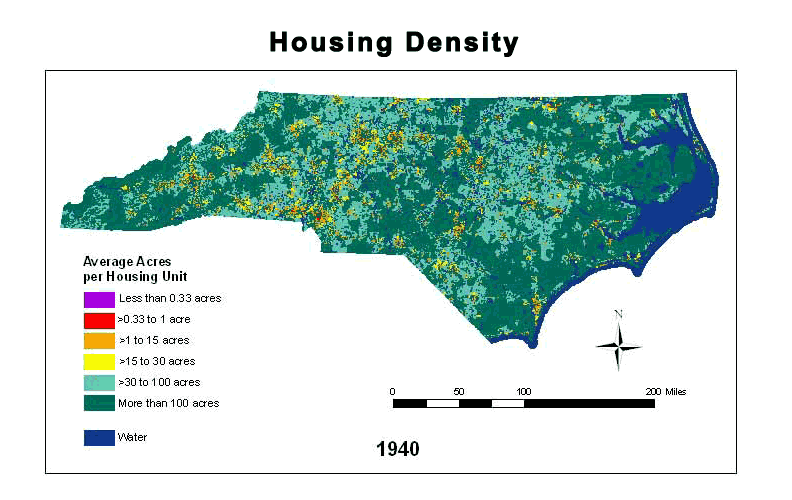 Housing Density
Average Acres
per Housing Unit
Less than 0.33 acres
>0.33 to 1 acre
>1 to 15 acres
>15 to 30 acres
>30 to 100 acres
More than 100 acres
Water
N
0 50 100 200 Miles
1940